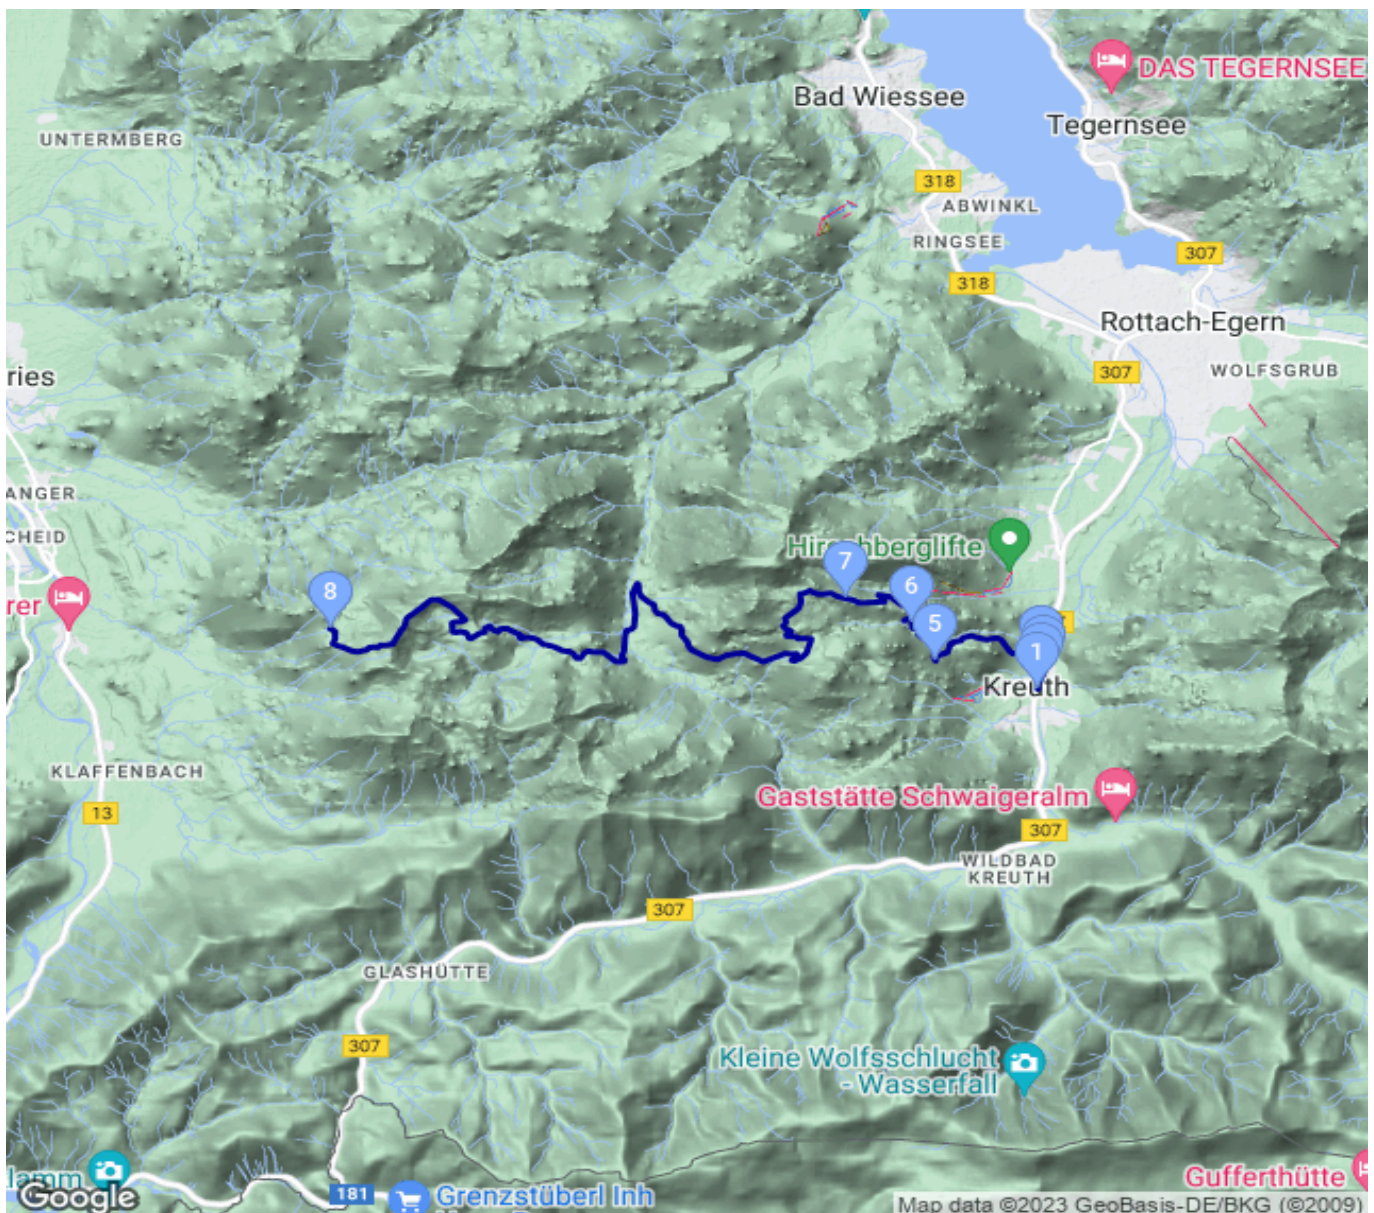 DAS TEGERNSEE
Bad Wiessee
Tegernsee
UNTERMBERG
318
ABWINKL
RINGSEE
307
318
Rottach-Egern
307
WOLFSGRUB
ries
ANGER
CHEID
Hirschberglifte
7
6
8
rer
5
1
Kreuth
KLAFFENBACH
Gaststätte Schwaigeralm
13
307
WILDBAD
KREUTH
307
GLASHÜTTE
307
Kleine Wolfsschlucht
- Wasserfall
lamm
Gufferthütte
181
Grenzstüberl Inh
Google
Map data ©2023 GeoBasis-DE/BKG (©2009)